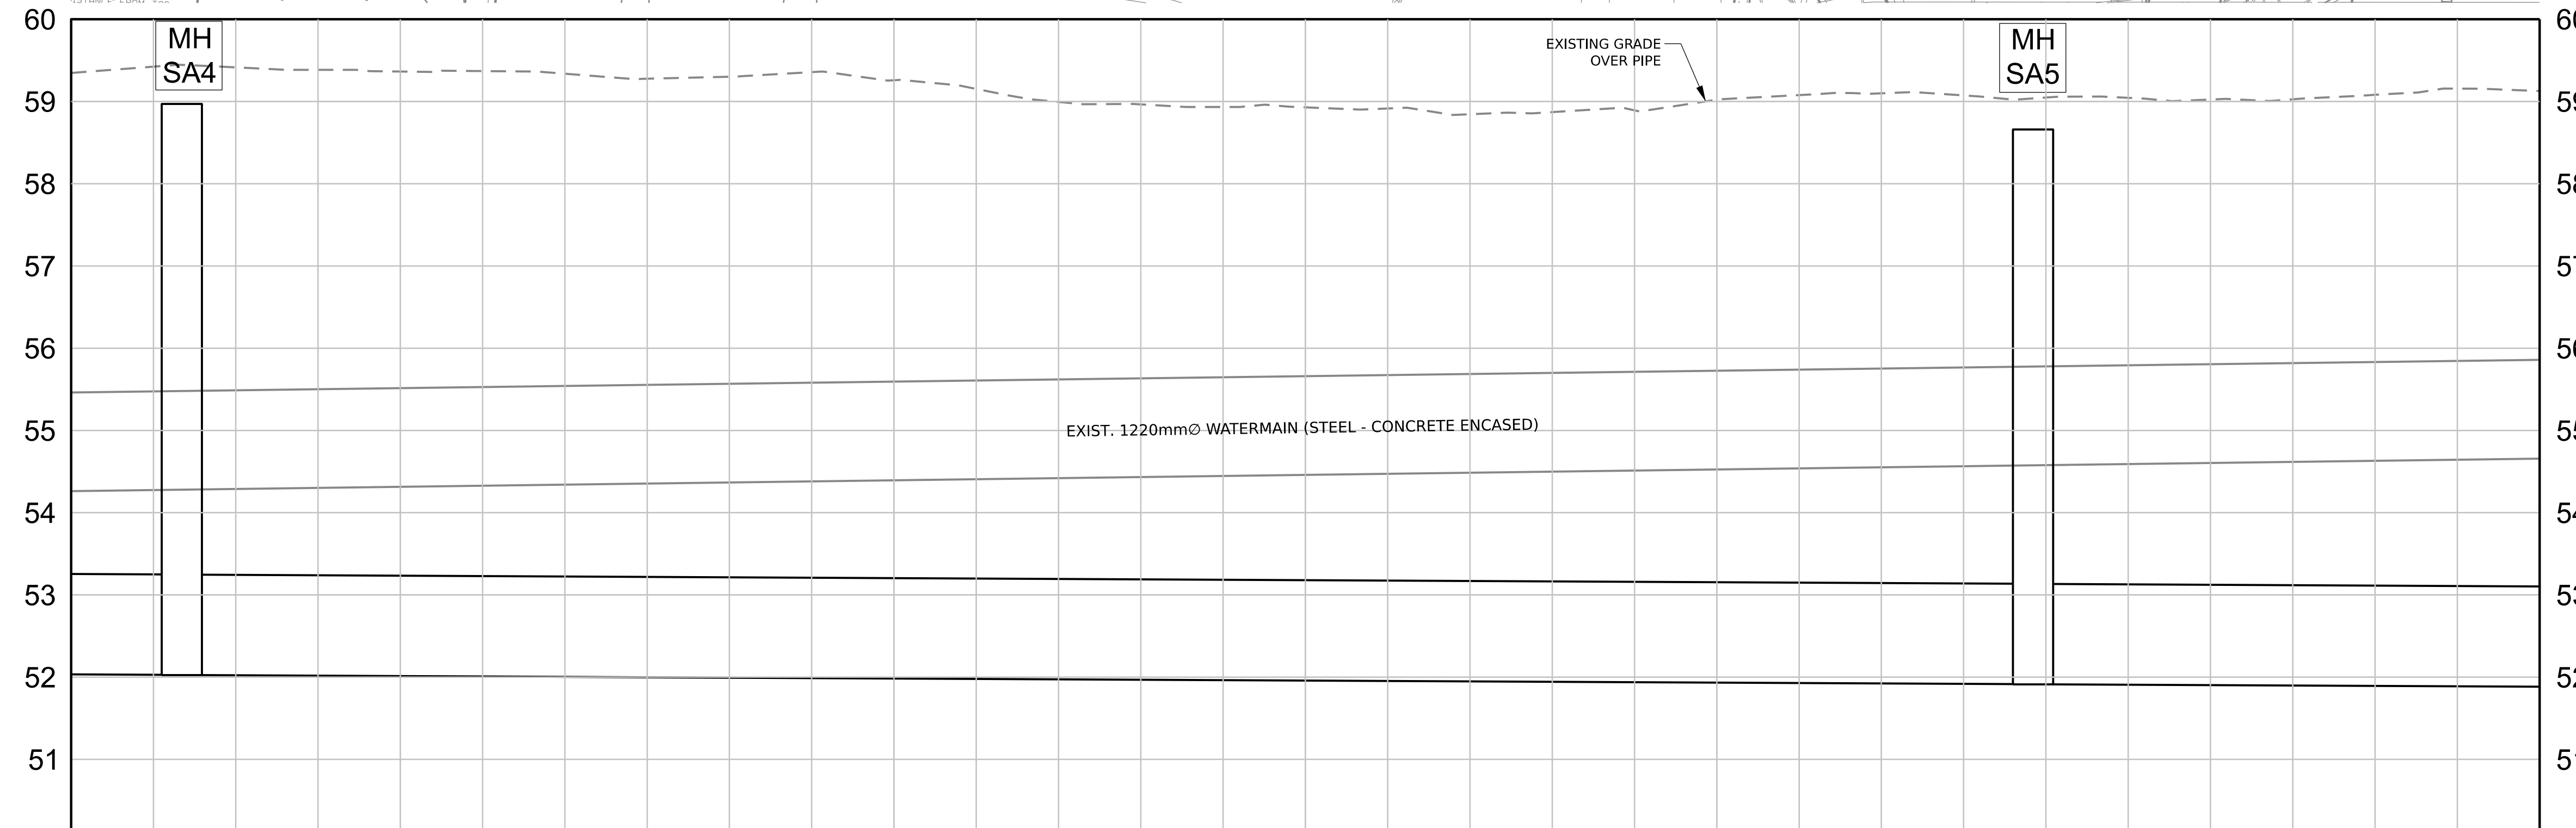 60
MH
SA4
EXISTING GRADE
OVER PIPE
MH
SA5
59
58
57
56
55
EXIST. 1220mm∅ WATERMAIN (STEEL - CONCRETE ENCASED)
54
53
52
51